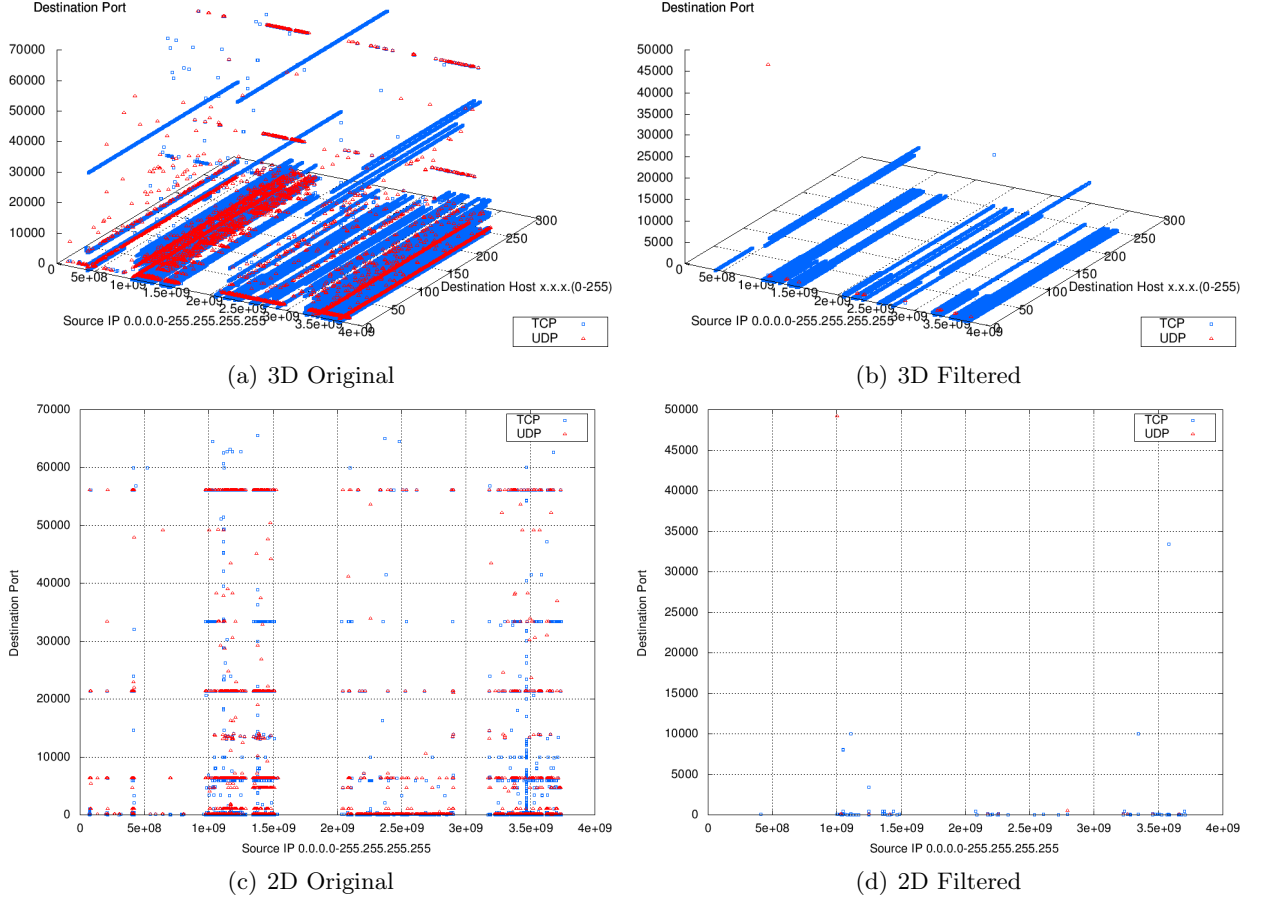 Destination Port
70000
60000
50000
40000
30000
20000
10000
0
0
5e+08
1e+09
1.5e+09
2e+09
2.5e+09
3e+09
3.5e+09
4e+09
0
50
100
150
200
250
300
Destination Host x.x.x.(0-255)
Source IP 0.0.0.0-255.255.255.255
TCP
UDP
(a) 3D Original
Destination Port
50000
45000
40000
35000
30000
25000
20000
15000
10000
5000
0
0
5e+08
1e+09
1.5e+09
2e+09
2.5e+09
3e+09
3.5e+09
4e+09
0
50
100
150
200
250
300
Destination Host x.x.x.(0-255)
Source IP 0.0.0.0-255.255.255.255
TCP
UDP
(b) 3D Filtered
70000
60000
50000
40000
30000
20000
10000
0
Destination Port
TCP
UDP
0 5e+08 1e+09 1.5e+09 2e+09 2.5e+09 3e+09 3.5e+09 4e+09
Source IP 0.0.0.0-255.255.255.255
(c) 2D Original
50000
45000
40000
35000
30000
25000
20000
15000
10000
5000
0
Destination Port
TCP
UDP
0 5e+08 1e+09 1.5e+09 2e+09 2.5e+09 3e+09 3.5e+09 4e+09
Source IP 0.0.0.0-255.255.255.255
(d) 2D Filtered